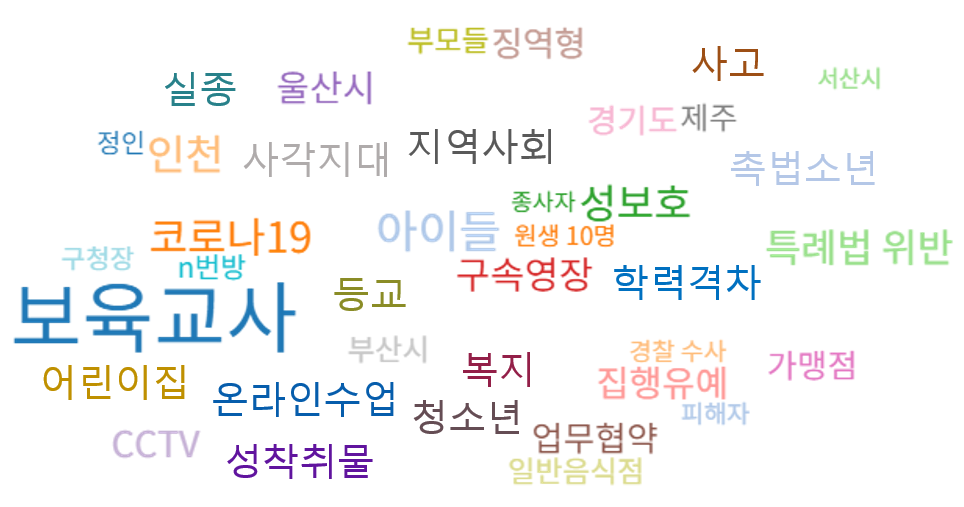 부모들 징역형
사고
실종 울산시 서산시
경기도 제주
정인 인천 사각지대 지역사회 촉법소년
종사자 성보호
코로나19 아이들 원생 10명 특례법 위반
구청장 n번방 구속영장 학력격차
보육교사 등교
부산시 경찰 수사
어린이집 복지 가맹점
온라인수업 집행유예
청소년 피해자
CCTV 업무협약
성착취물 일반음식점